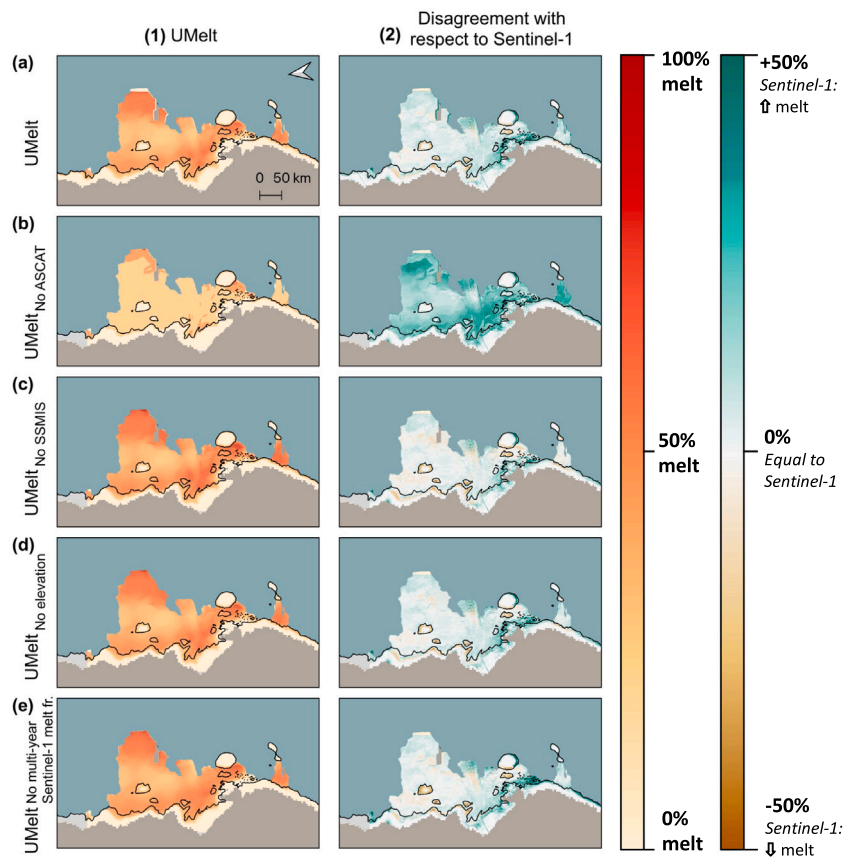 (1) UMelt
Disagreement with
(2) respect to Sentinel-1
(a)
UMelt
0 50 km
(b)
UMelt No ASCAT
(c)
UMelt No SSMIS
(d)
UMelt No elevation
(e)
UMelt No multi-year
Sentinel-1 melt fr.
100%
melt
50%
melt
0%
melt
+50%
Sentinel-1:
⇧ melt
0%
Equal to
Sentinel-1
-50%
Sentinel-1:
⇩ melt